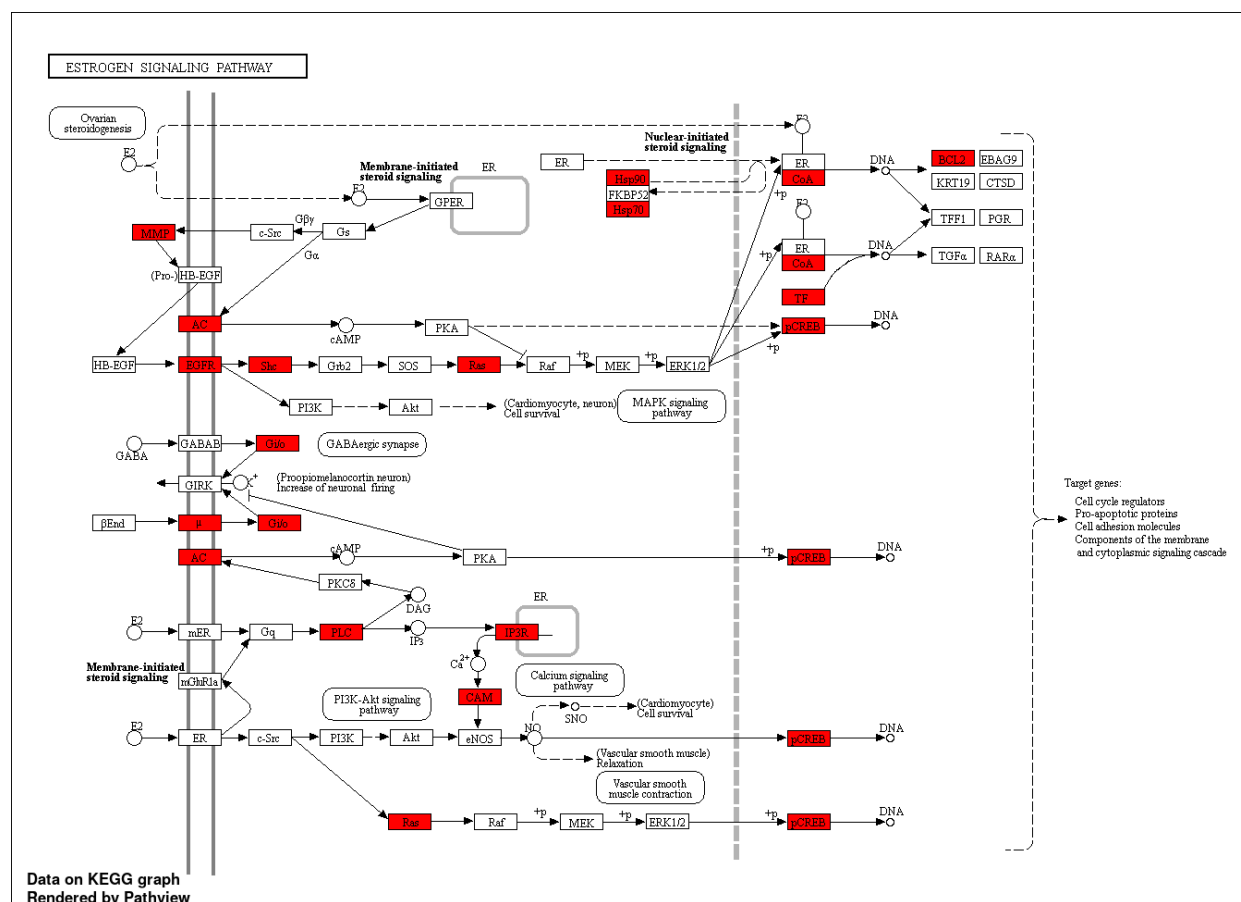 ESTROGEN SIGNALING PATHWAY
Ovarian
steroidogenesis
E2
E2
Membrane-initiated
steroid signaling
ER
GPER
ER
Nuclear-initiated
steroid signaling
Hsp90
FKBP52
Hsp70
E2
ER
CoA
+p
DNA
BCL2
EBAG9
KRT19
CTSD
TFF1
PGR
TGFα
RARα
MMP
c-Src
Gβγ
Gs
Gα
(Pro-)
HB-EGF
E2
ER
CoA
+p
DNA
TF
AC
cAMP
PKA
pCREB
DNA
+p
HB-EGF
EGFR
Shc
Grb2
SOS
Ras
Raf
+p
MEK
+p
ERK1/2
PI3K
Akt
(Cardiomyocyte, neuron)
Cell survival
MAPK signaling
pathway
GABA
GABAB
Gi/o
GABAergic synapse
GIRK
(Proopiomelanocortin neuron)
Increase of neuronal firing
βEnd
μ
Gi/o
AC
cAMP
PKA
+p
pCREB
DNA
PKCδ
DAG
E2
mER
Gq
PLC
IP3
IP3R
ER
Ca2+
Membrane-initiated
steroid signaling
mGluR1a
PI3K-Akt signaling
pathway
CAM
Calcium signaling
pathway
SNO
(Cardiomyocyte)
Cell survival
E2
ER
c-Src
PI3K
Akt
eNOS
NO
pCREB
DNA
(Vascular smooth muscle)
Relaxation
Vascular smooth
muscle contraction
Ras
Raf
+p
MEK
+p
ERK1/2
+p
pCREB
DNA
Target genes:
Cell cycle regulators
Pro-apoptotic proteins
Cell adhesion molecules
Components of the membrane
and cytoplasmic signaling cascade
Data on KEGG graph
Rendered by Pathview